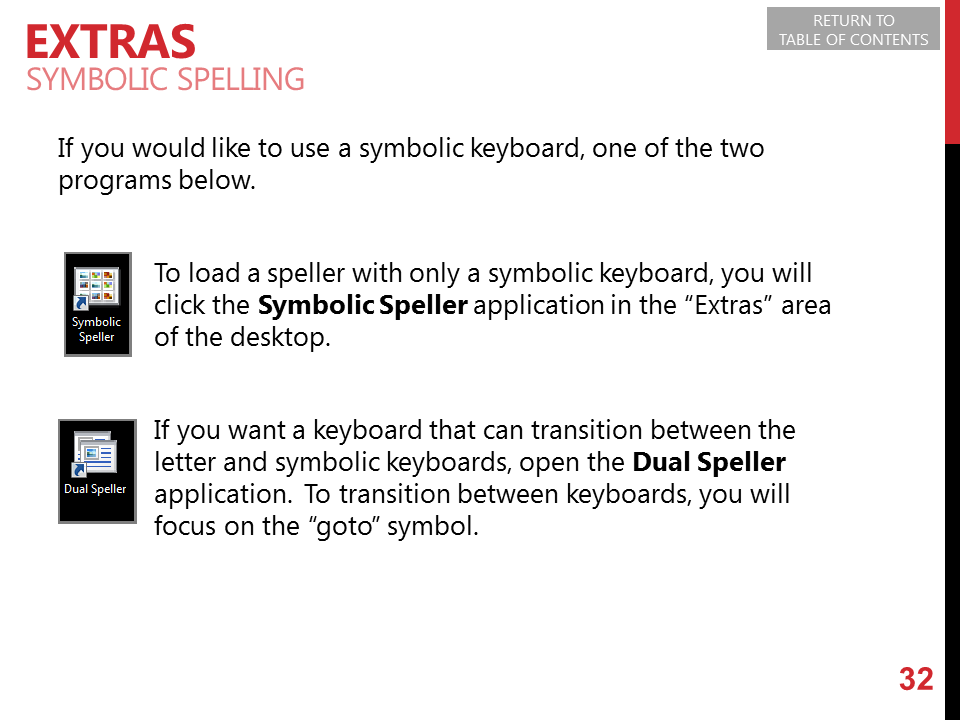 EXTRAS
SYMBOLIC SPELLING
RETURN TO
TABLE OF CONTENTS
If you would like to use a symbolic keyboard, one of the two
programs below.
Symbolic
Speller
To load a speller with only a symbolic keyboard, you will
click the Symbolic Speller application in the “Extras” area
of the desktop.
Dual Speller
If you want a keyboard that can transition between the
letter and symbolic keyboards, open the Dual Speller
application.  To transition between keyboards, you will
focus on the “goto” symbol.
32